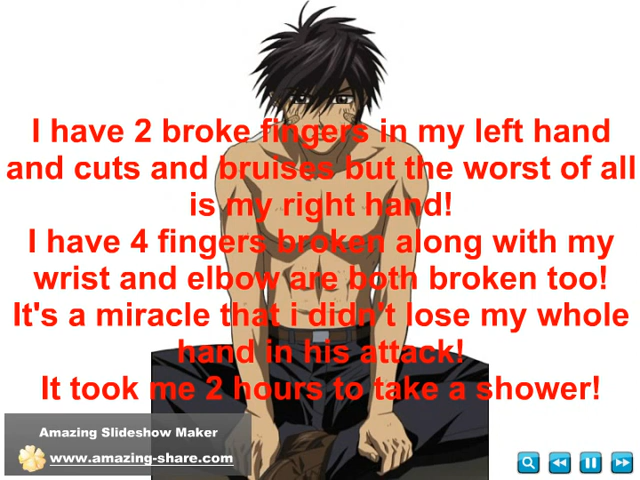 I have 2 broke fingers in my left hand
and cuts and bruises but the worst of all
is my right hand!
I have 4 fingers broken along with my
wrist and elbow are both broken too!
It's a miracle that i didn't lose my whole
hand in his attack!
It took me 2 hours to take a shower!
Amazing Slideshow Maker
www.amazing-share.com